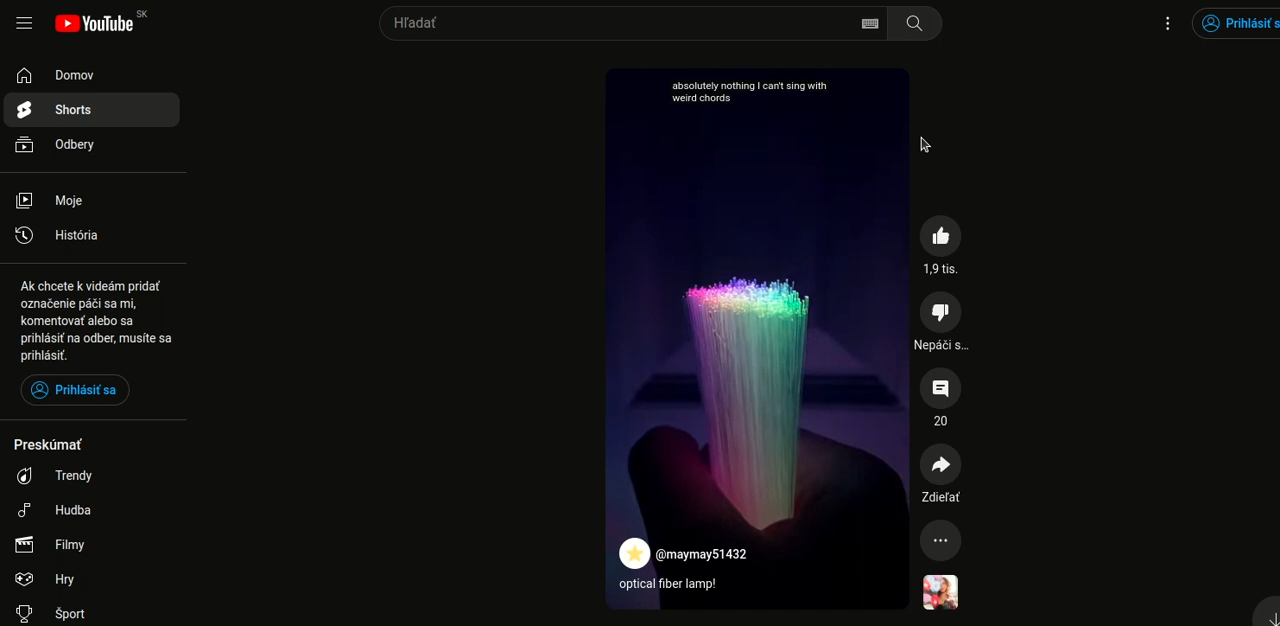 YouTube SK
Hľadať
Prihlásiť s
Domov
Shorts
Odbery
Moje
História
Ak chcete k videám pridať
označenie páči sa mi,
komentovať alebo sa
prihlásiť na odber, musíte sa
prihlásiť.
Prihlásiť sa
Preskúmať
Trendy
Hudba
Filmy
Hry
Šport
absolutely nothing I can't sing with
weird chords
@maymay51432
optical fiber lamp!
1,9 tis.
Nepáči s...
20
Zdieľať